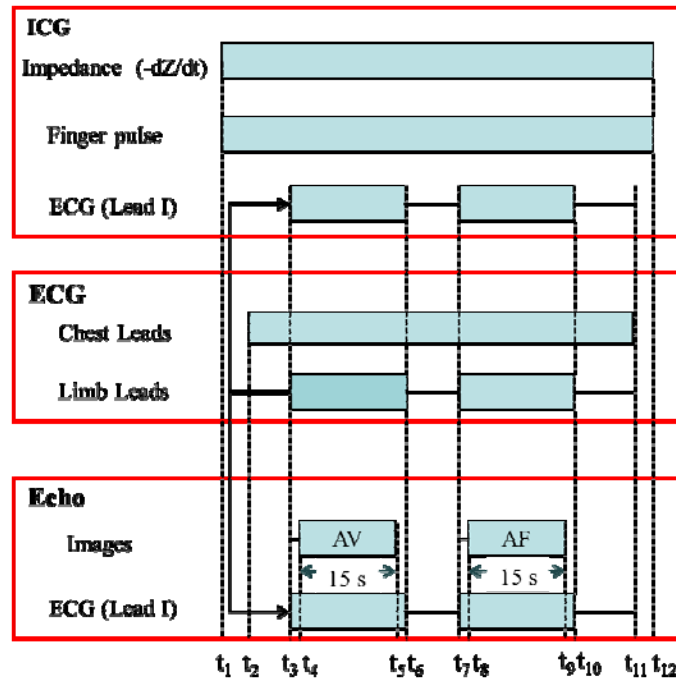 ICG
Impedance (-dZ/dt)
Finger pulse
ECG (Lead I)
ECG
Chest Leads
Limb Leads
Echo
Images
AV
AF
15 s
15 s
ECG (Lead I)
t1 t2 t3 t4 t5 t6 t7 t8 t9 t10 t11 t12